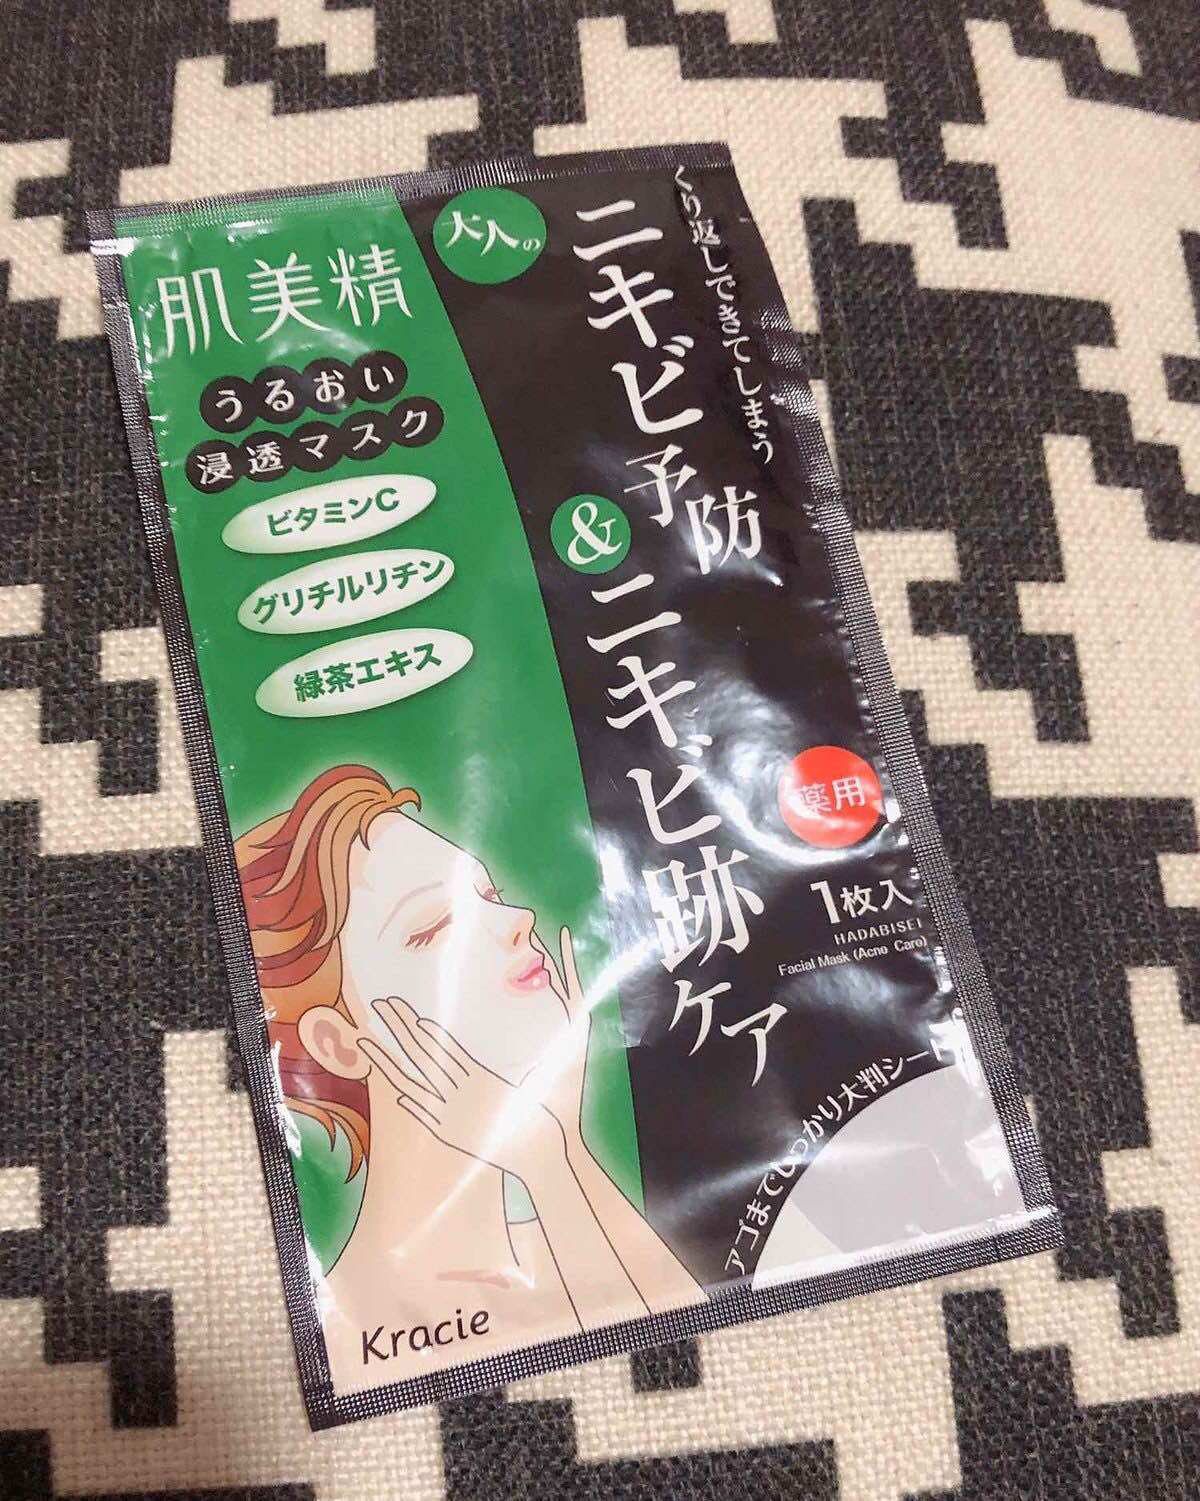 肌美精
うるおい
浸透マスク
ビタミンC
グリチルリチン
緑茶エキス
大人の
くり返しできてしまう
ニキビ予防
&
ニキビ跡ケア
薬用
1枚入
HADABISEI
Facial Mask (Acne Care)
アゴまでしっかり大判シート
Kracie